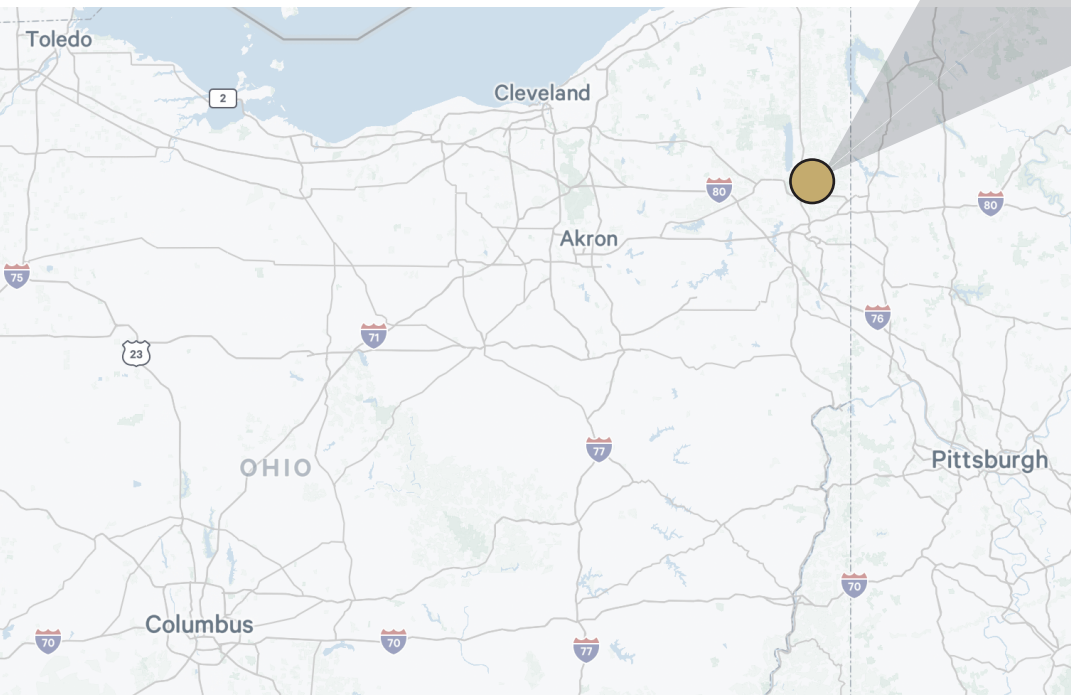 Toledo
2
Cleveland
80
80
Akron
75
76
71
23
77
OHIO
Pittsburgh
70
Columbus
70
70
77